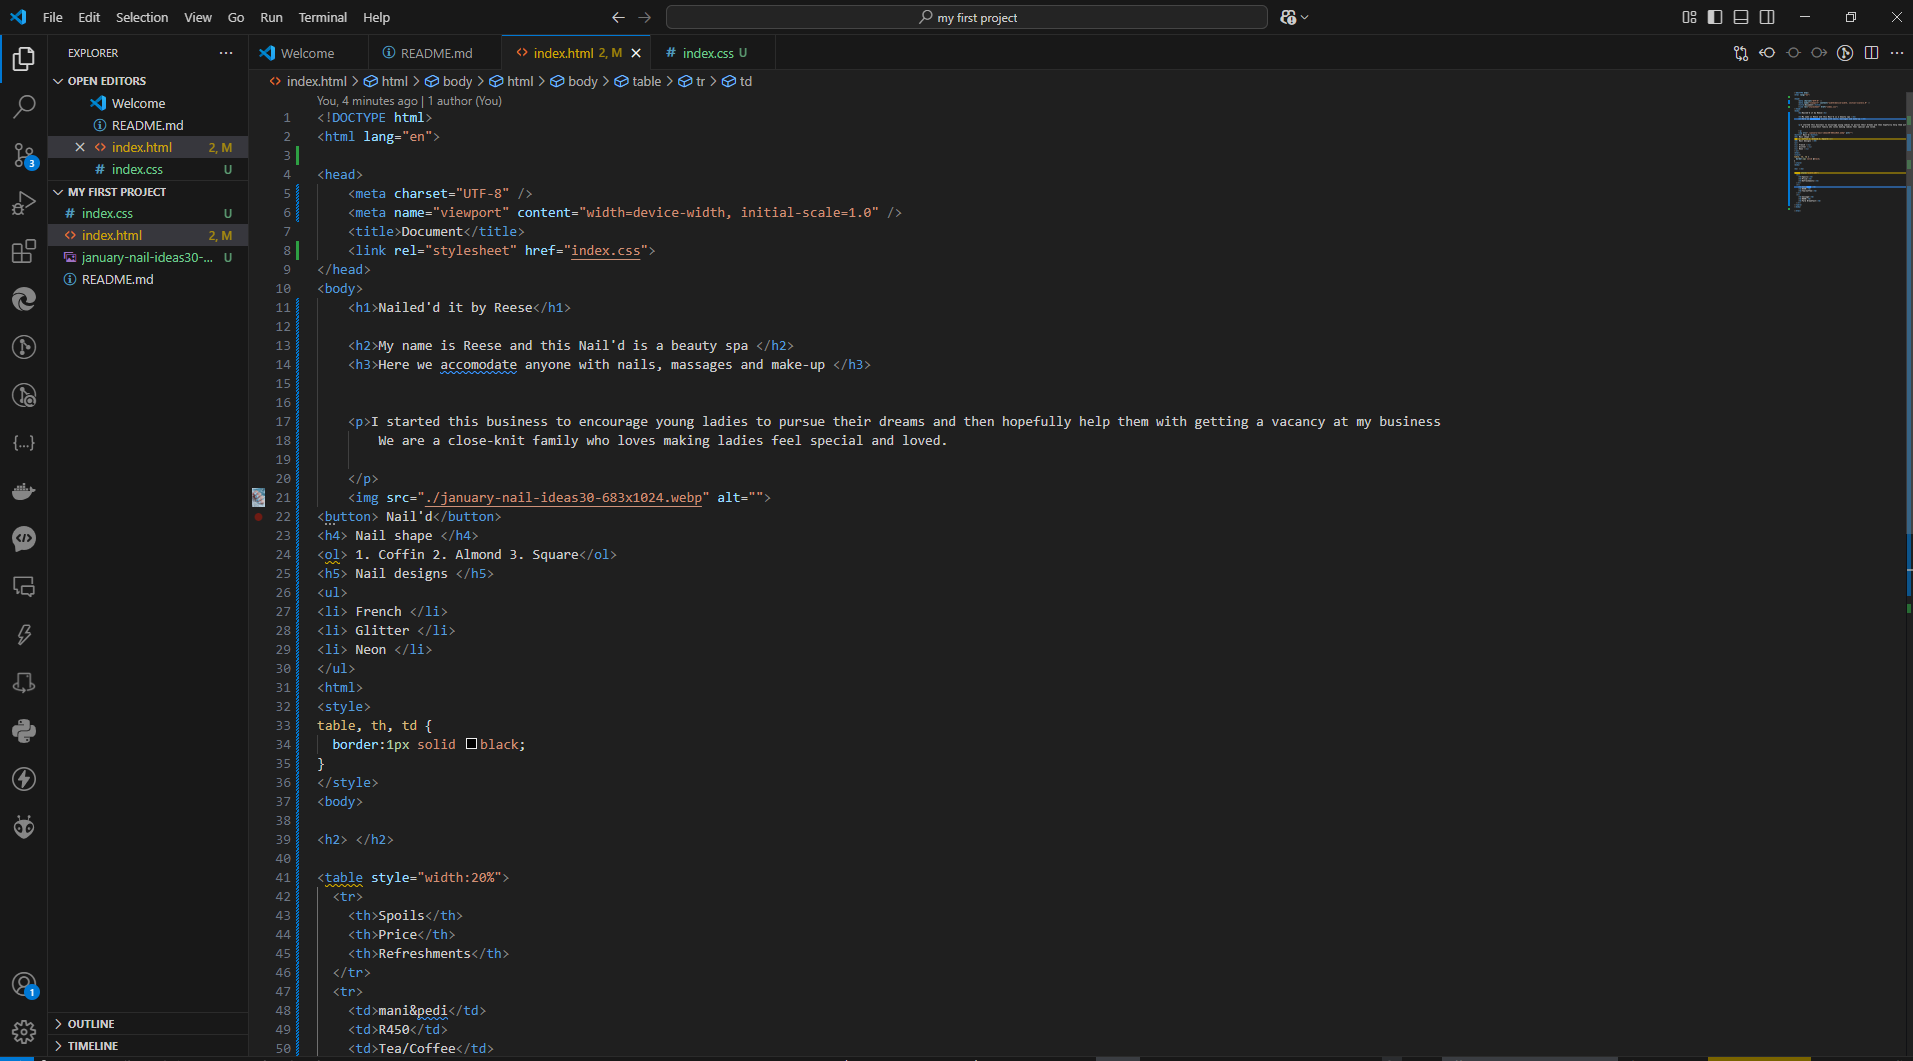 File Edit Selection View Go Run Terminal Help
my first project
EXPLORER
OPEN EDITORS
Welcome
README.md
index.html 2, M
index.css U
MY FIRST PROJECT
index.css U
index.html 2, M
january-nail-ideas30-... U
README.md
OUTLINE
TIMELINE
3
1
Welcome README.md index.html 2, M index.css U
index.html > html > body > html > body > table > tr > td
You, 4 minutes ago | 1 author (You)
1 <!DOCTYPE html>
2 <html lang="en">
3
4 <head>
5 <meta charset="UTF-8" />
6 <meta name="viewport" content="width=device-width, initial-scale=1.0" />
7 <title>Document</title>
8 <link rel="stylesheet" href="index.css">
9 </head>
10 <body>
11 <h1>Nailed'd it by Reese</h1>
12
13 <h2>My name is Reese and this Nail'd is a beauty spa </h2>
14 <h3>Here we accomodate anyone with nails, massages and make-up </h3>
15
16
17 <p>I started this business to encourage young ladies to pursue their dreams and then hopefully help them with getting a vacancy at my business
18 We are a close-knit family who loves making ladies feel special and loved.
19
20 </p>
21 <img src="./january-nail-ideas30-683x1024.webp" alt="">
22 <button> Nail'd</button>
23 <h4> Nail shape </h4>
24 <ol> 1. Coffin 2. Almond 3. Square</ol>
25 <h5> Nail designs </h5>
26 <ul>
27 <li> French </li>
28 <li> Glitter </li>
29 <li> Neon </li>
30 </ul>
31 <html>
32 <style>
33 table, th, td {
34 border:1px solid black;
35 }
36 </style>
37 <body>
38
39 <h2> </h2>
40
41 <table style="width:20%">
42 <tr>
43 <th>Spoils</th>
44 <th>Price</th>
45 <th>Refreshments</th>
46 </tr>
47 <tr>
48 <td>mani&pedi</td>
49 <td>R450</td>
50 <td>Tea/Coffee</td>